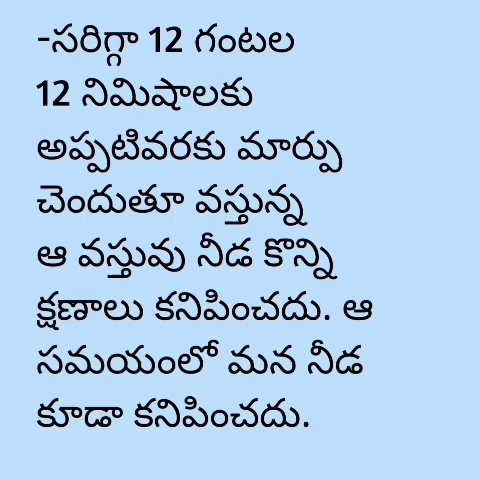 -సరిగ్గా 12 గంటల
12 నిమిషాలకు
అప్పటివరకు మార్పు
చెందుతూ వస్తున్న
ఆ వస్తువు నీడ కొన్ని
క్షణాలు కనిపించదు. ఆ
సమయంలో మన నీడ
కూడా కనిపించదు.